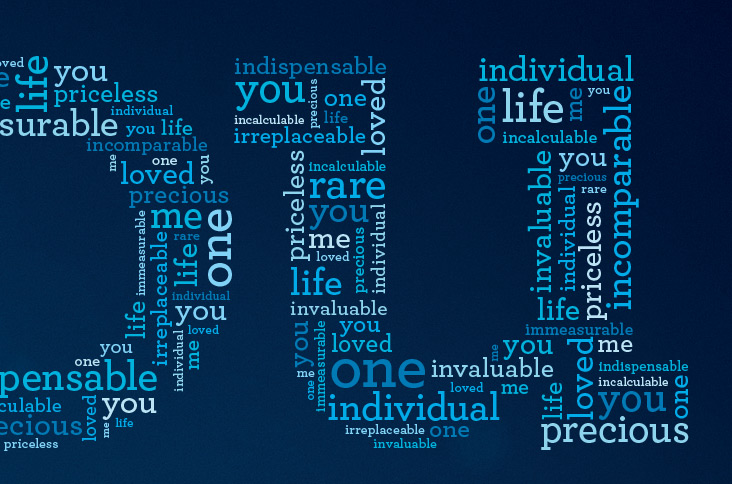 life
you
priceless
individual
surable
you life
incomparable
me
one
loved
you
precious
immeasurable
me
rare
one
irreplaceable
life
individual
life
you
loved
individual
me
you
one
pensable
culable
loved
you
ecious
me
life
priceless
indispensable
you
precious
one
loved
incalculable
life
irreplaceable
priceless
incalculable
rare
you
individual
me
precious
loved
life
invaluable
you
immeasurable
you
loved
me
one
one
invaluable
me
you
loved
me
individual
irreplaceable
one
invaluable
individual
one
life
me
you
incomparable
incalculable
invaluable
you
precious
individual
rare
priceless
life
immeasurable
loved
me
indispensable
life
incalculable
you
one
precious